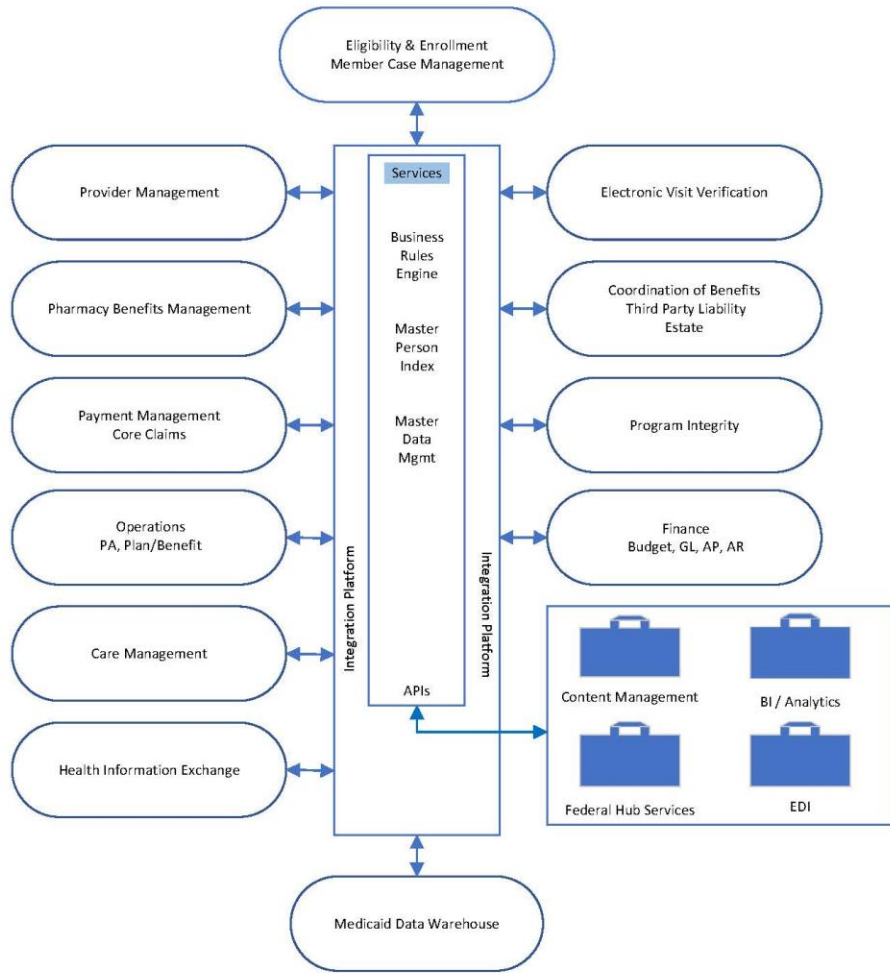 Eligibility & Enrollment
Member Case Management
Services
Provider Management
Electronic Visit Verification
Business
Rules
Engine
Pharmacy Benefits Management
Coordination of Benefits
Third Party Liability
Estate
Master
Person
Index
Payment Management
Core Claims
Master
Data
Mgmt
Program Integrity
Operations
PA, Plan/Benefit
Finance
Budget, GL, AP, AR
Integration Platform
Integration Platform
Care Management
APIs
Content Management
BI / Analytics
Health Information Exchange
Federal Hub Services
EDI
Medicaid Data Warehouse